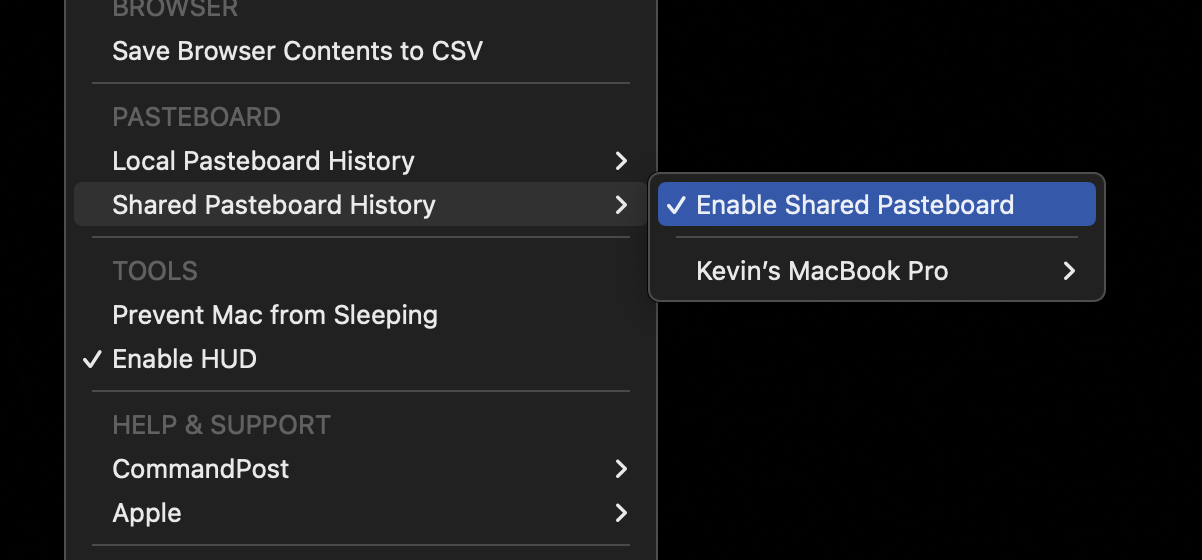 BROWSER
Save Browser Contents to CSV
PASTEBOARD
Local Pasteboard History
Shared Pasteboard History
✓ Enable Shared Pasteboard
Kevin’s MacBook Pro
TOOLS
Prevent Mac from Sleeping
✓ Enable HUD
HELP & SUPPORT
CommandPost
Apple